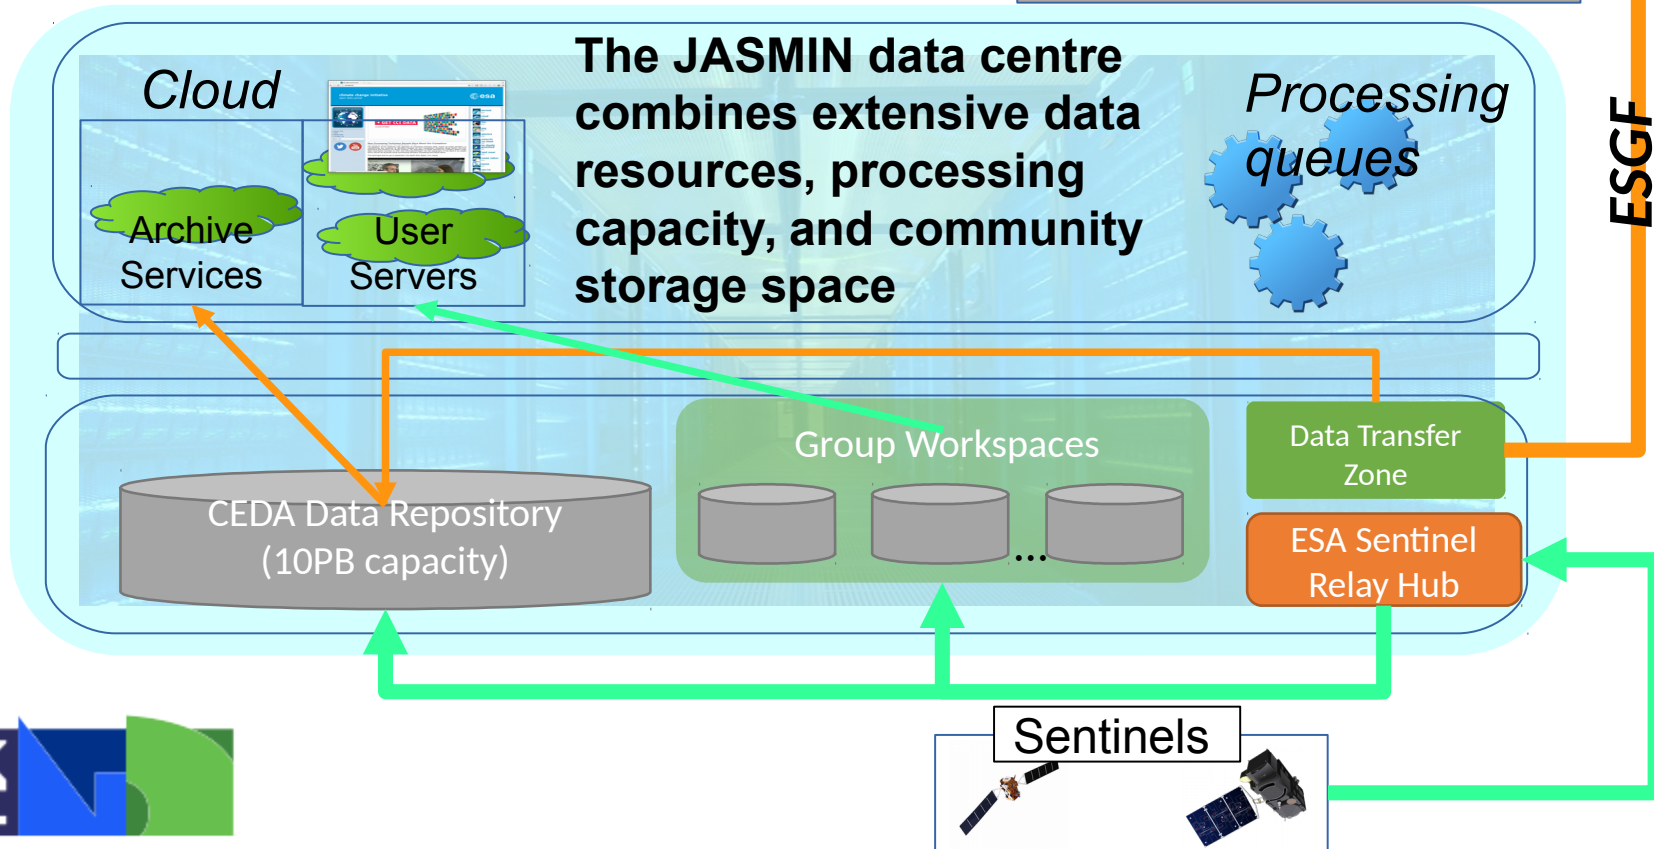 Cloud
The JASMIN data centre
combines extensive data
resources, processing
capacity, and community
storage space
Processing
queues
ESGF
esa
Archive
Services
User
Servers
Group Workspaces
Data Transfer
Zone
CEDA Data Repository
(10PB capacity)
...
ESA Sentinel
Relay Hub
Sentinels